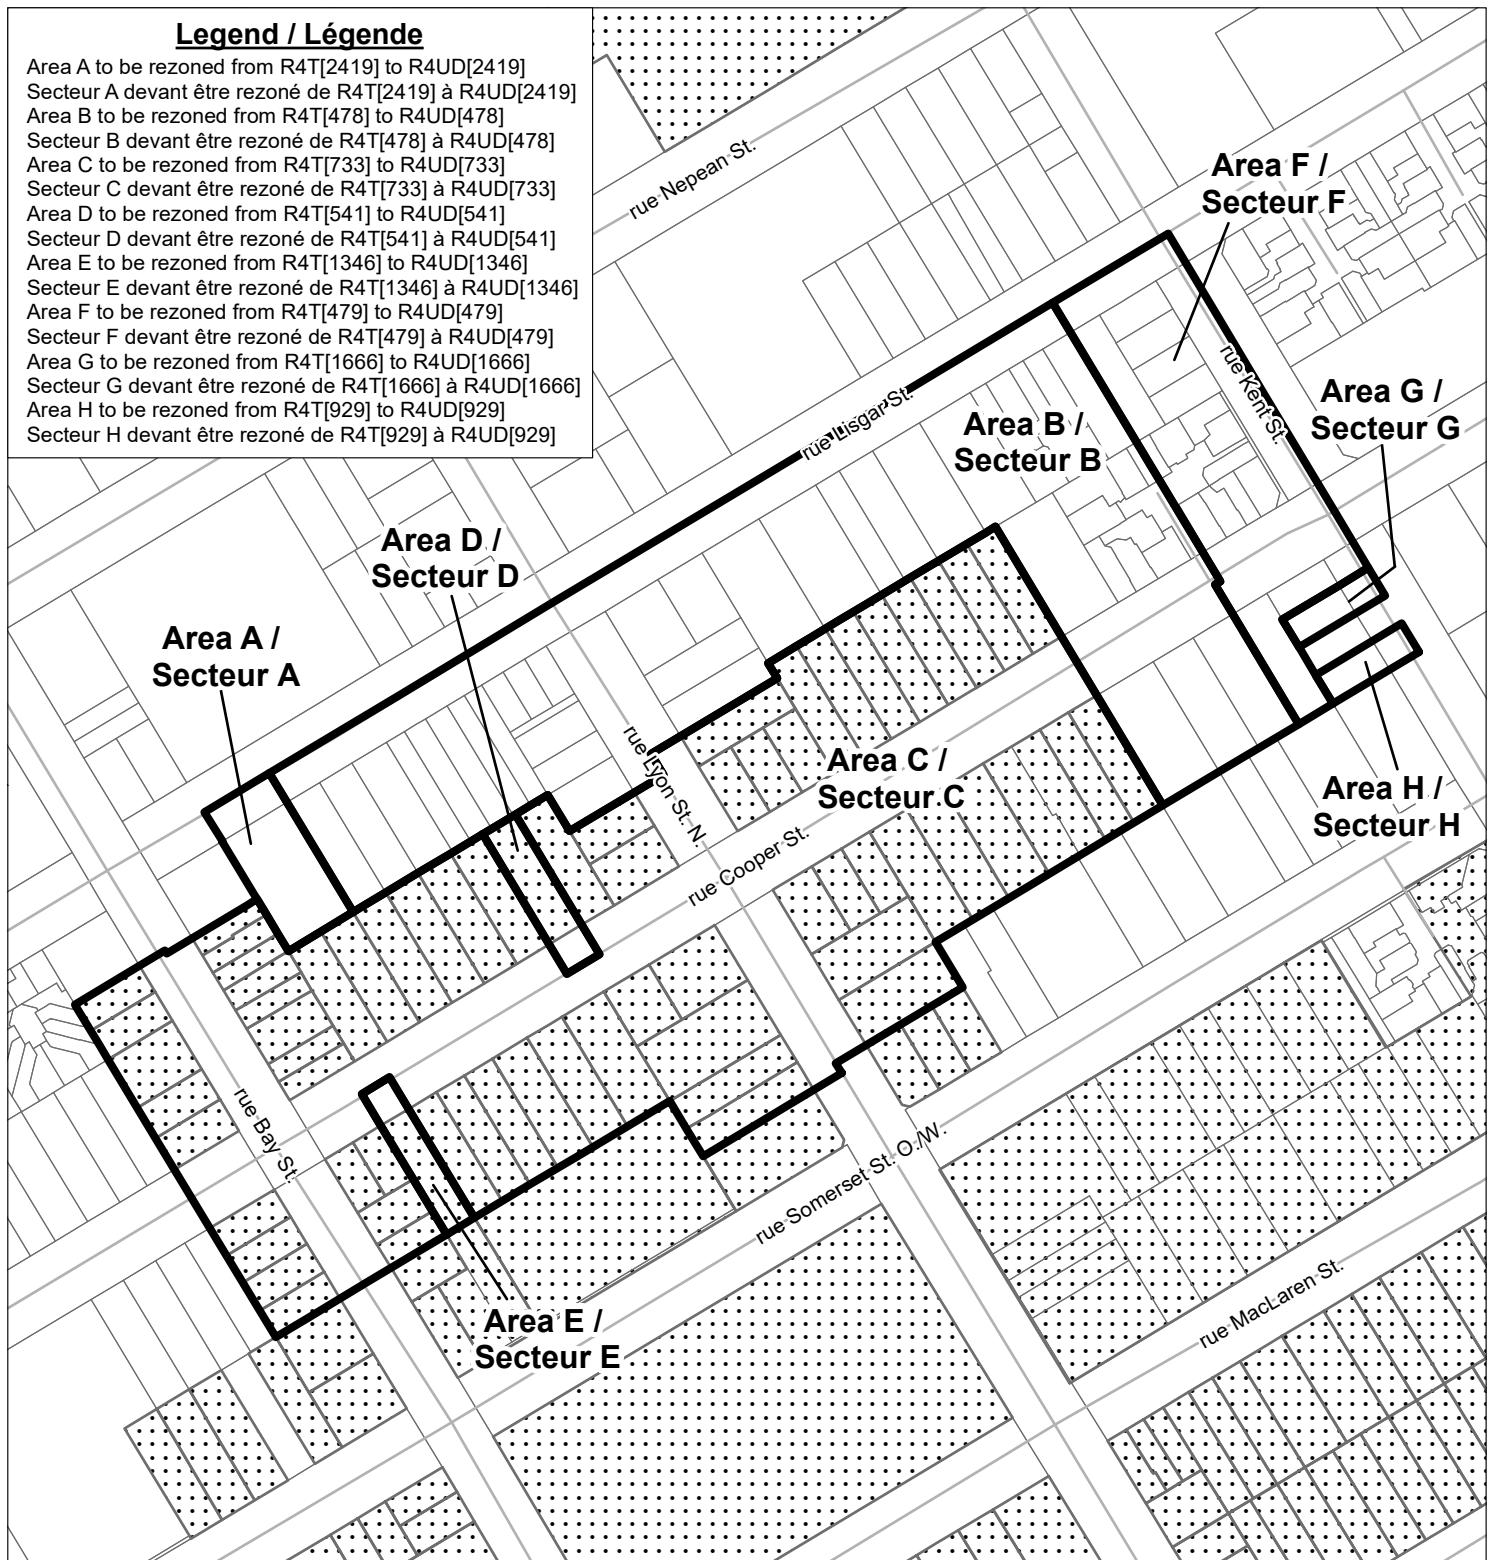 Legend / Légende
Area A to be rezoned from R4T[2419] to R4UD[2419]
Secteur A devant être rezoné de R4T[2419] à R4UD[2419]
Area B to be rezoned from R4T[478] to R4UD[478]
Secteur B devant être rezoné de R4T[478] à R4UD[478]
Area C to be rezoned from R4T[733] to R4UD[733]
Secteur C devant être rezoné de R4T[733] à R4UD[733]
Area D to be rezoned from R4T[541] to R4UD[541]
Secteur D devant être rezoné de R4T[541] à R4UD[541]
Area E to be rezoned from R4T[1346] to R4UD[1346]
Secteur E devant être rezoné de R4T[1346] à R4UD[1346]
Area F to be rezoned from R4T[479] to R4UD[479]
Secteur F devant être rezoné de R4T[479] à R4UD[479]
Area G to be rezoned from R4T[1666] to R4UD[1666]
Secteur G devant être rezoné de R4T[1666] à R4UD[1666]
Area H to be rezoned from R4T[929] to R4UD[929]
Secteur H devant être rezoné de R4T[929] à R4UD[929]
rue Nepean St.
Area F /
Secteur F
rue Kent St.
Area G /
Secteur G
rue Lisgar St.
Area B /
Secteur B
Area D /
Secteur D
Area A /
Secteur A
rue Lyon St. N.
Area C /
Secteur C
Area H /
Secteur H
rue Cooper St.
rue Bay St.
rue Somerset St. O./W.
Area E /
Secteur E
rue MacLaren St.